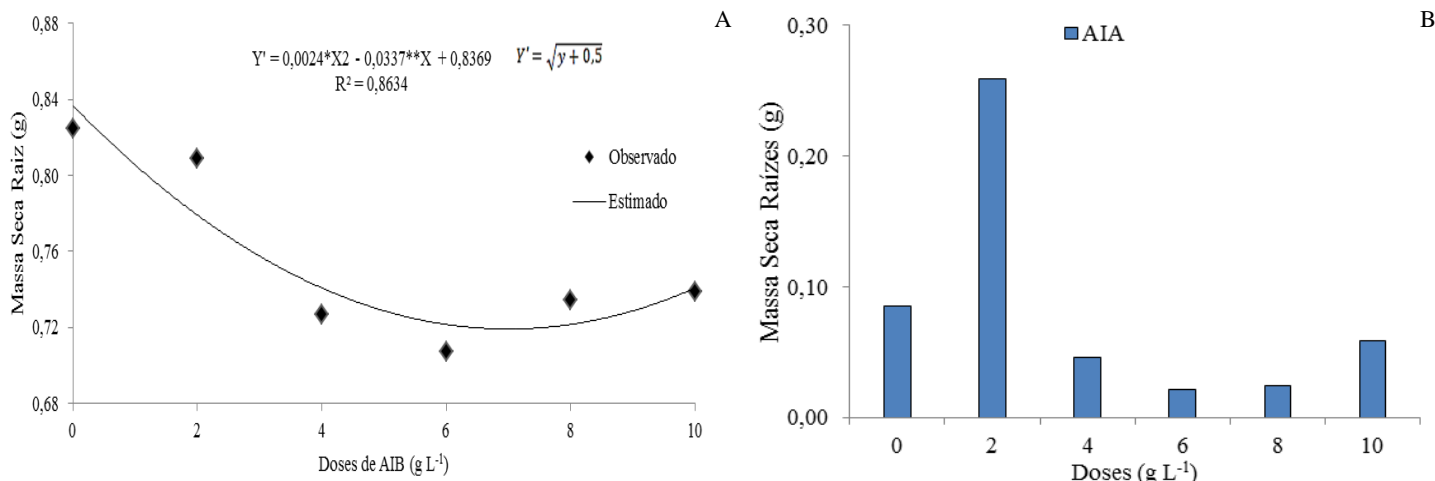 A
0,88
0,84
0,80
0,76
0,72
0,68
Massa Seca Raiz (g)
Y' = 0,0024*X2 - 0,0337**X + 0,8369 Y' = √y + 0,5
R² = 0,8634
Observado
Estimado
0 2 4 6 8 10
Doses de AIB (g L⁻¹)
B
0,30
0,20
0,10
0,00
Massa Seca Raízes (g)
AIA
0 2 4 6 8 10
Doses (g L⁻¹)